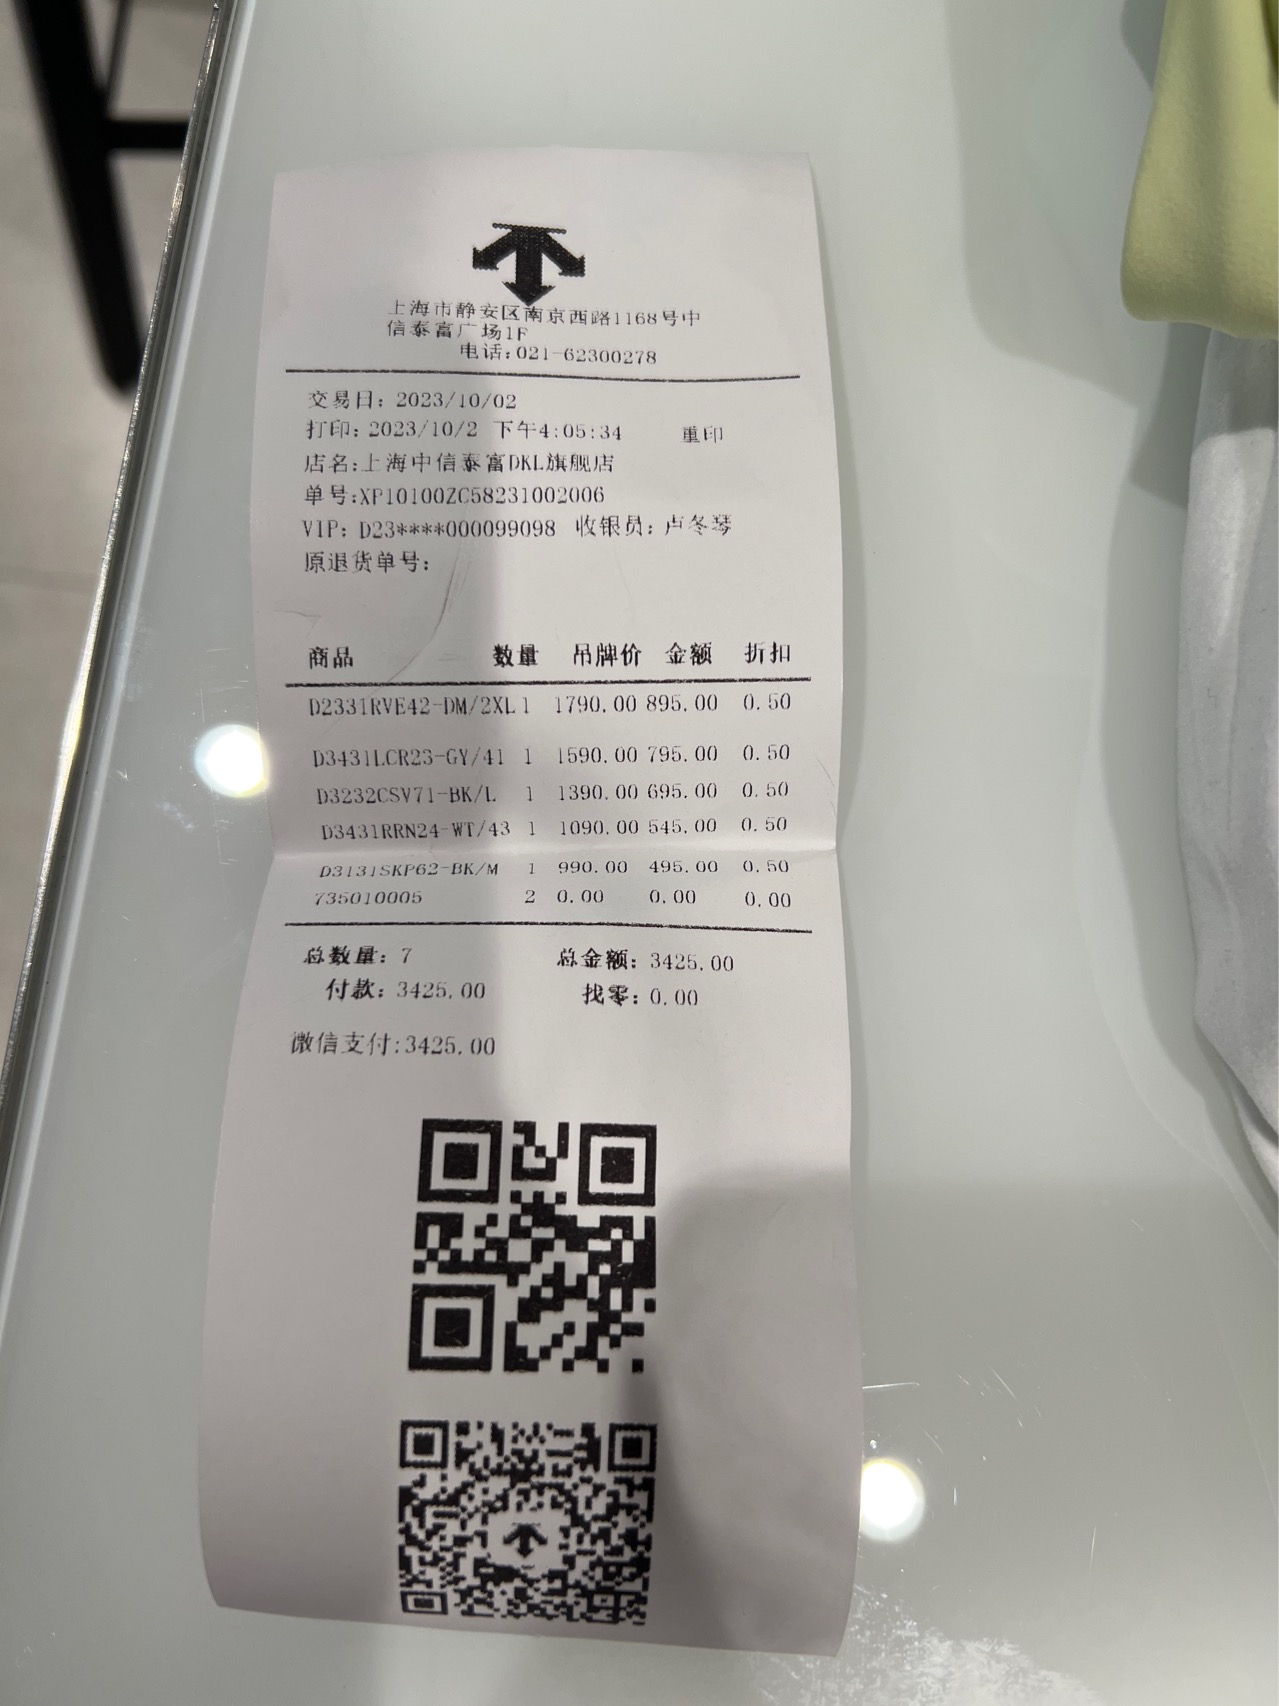 上海市静安区南京西路1168号中
信泰富广场1F
电话:021-62300278
交易日: 2023/10/02
打印: 2023/10/2 下午4:05:34 重印
店名:上海中信泰富DKL旗舰店
单号:XP10100ZC58231002006
VIP: D23****000099098 收银员: 卢冬琴
原退货单号:
商品 数量 吊牌价 金额 折扣
D2331RVE42-DM/2XL 1 1790.00 895.00 0.50
D3431LCR23-GY/41 1 1590.00 795.00 0.50
D3232CSV71-BK/L 1 1390.00 695.00 0.50
D3431RRN24-WT/43 1 1090.00 545.00 0.50
D3131SKP62-BK/M 1 990.00 495.00 0.50
735010005 2 0.00 0.00 0.00
总数量: 7 总金额: 3425.00
付款: 3425.00 找零: 0.00
微信支付:3425.00